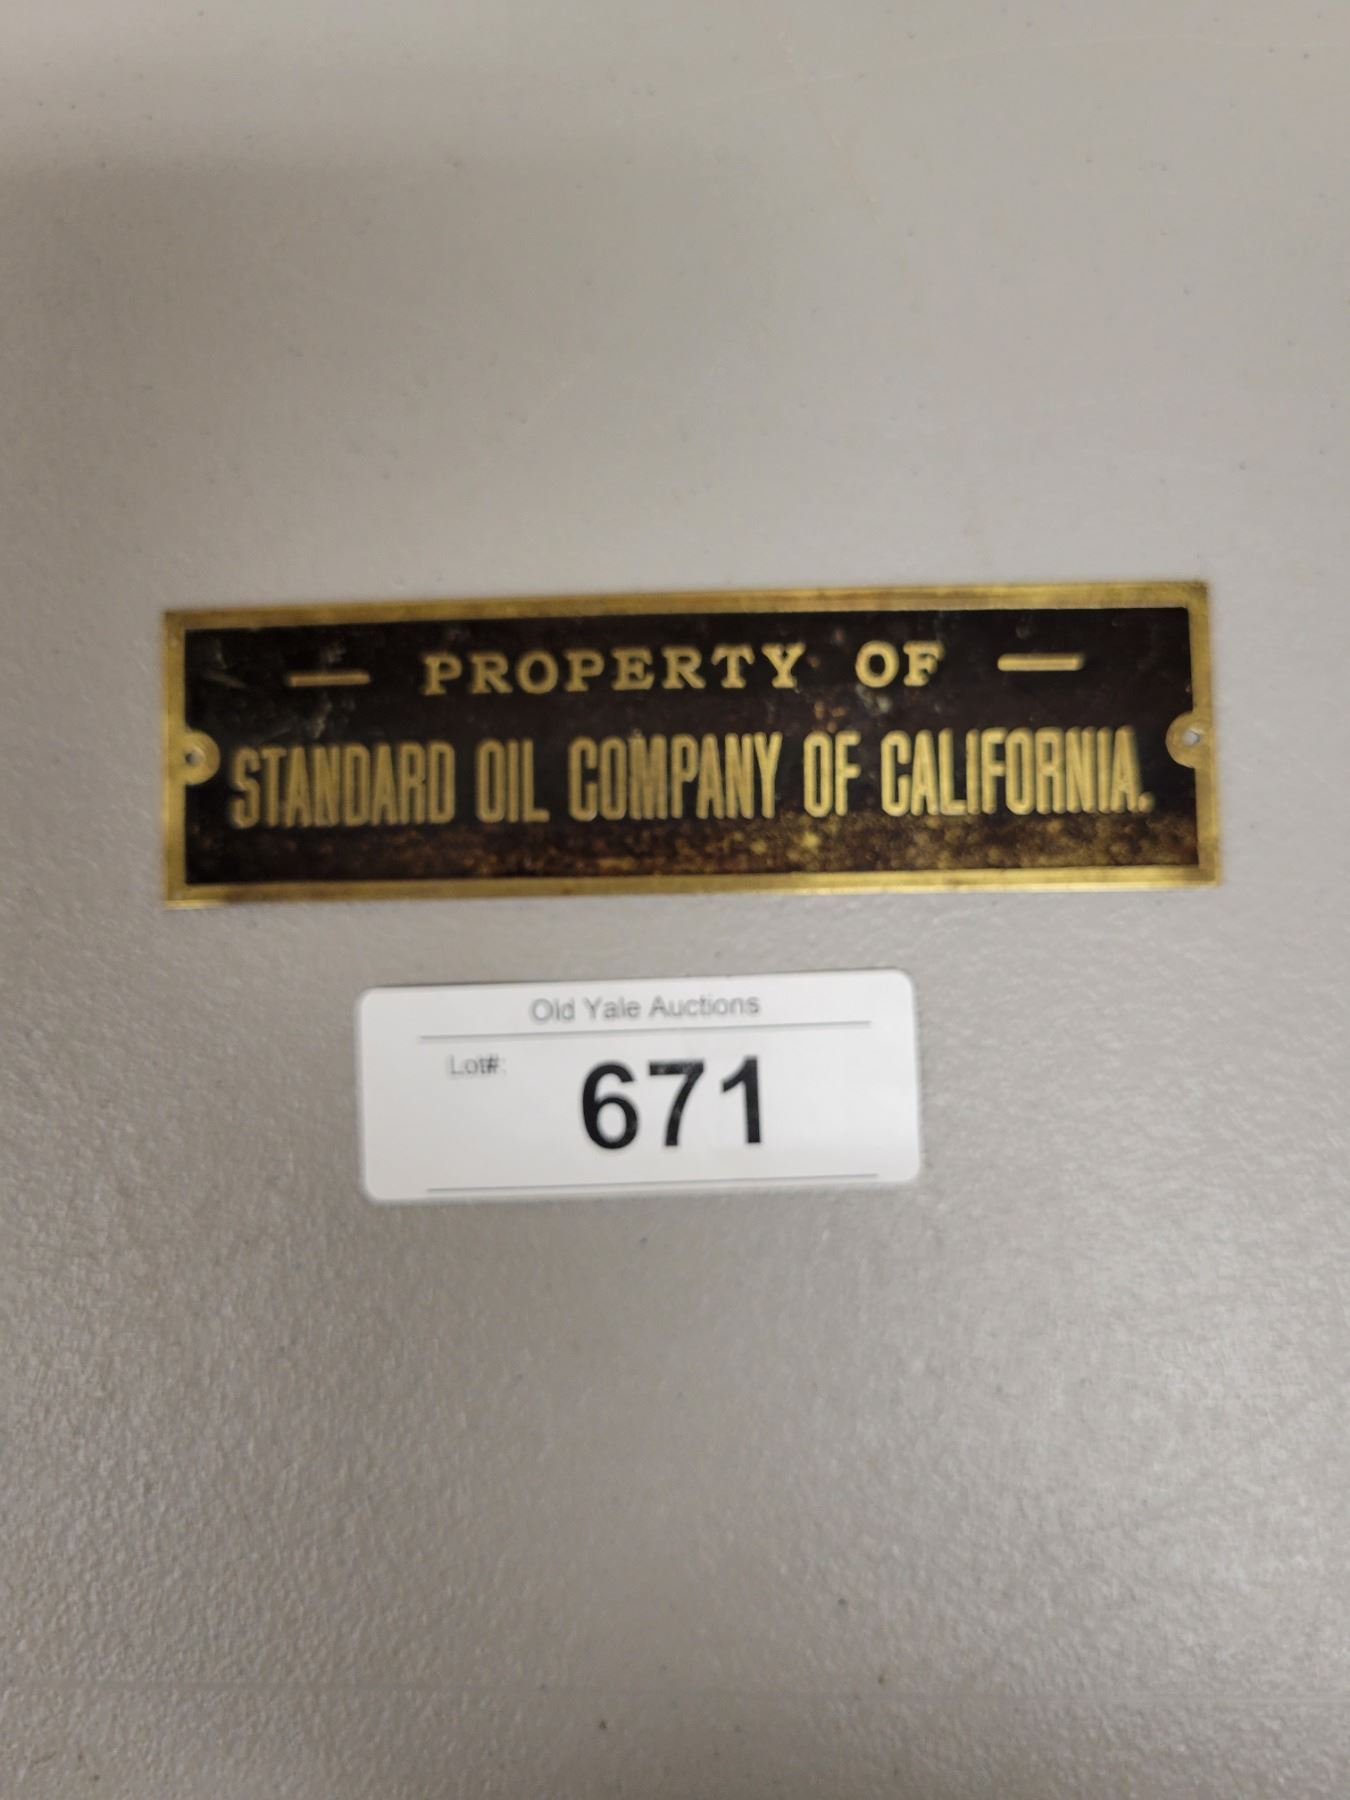 — PROPERTY OF —
STANDARD OIL COMPANY OF CALIFORNIA.
Old Yale Auctions
Lot#:
671